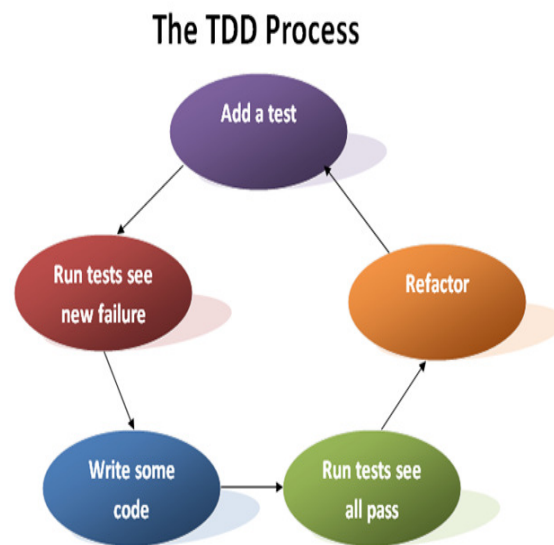 The TDD Process
Add a test
Run tests see
new failure
Write some
code
Run tests see
all pass
Refactor